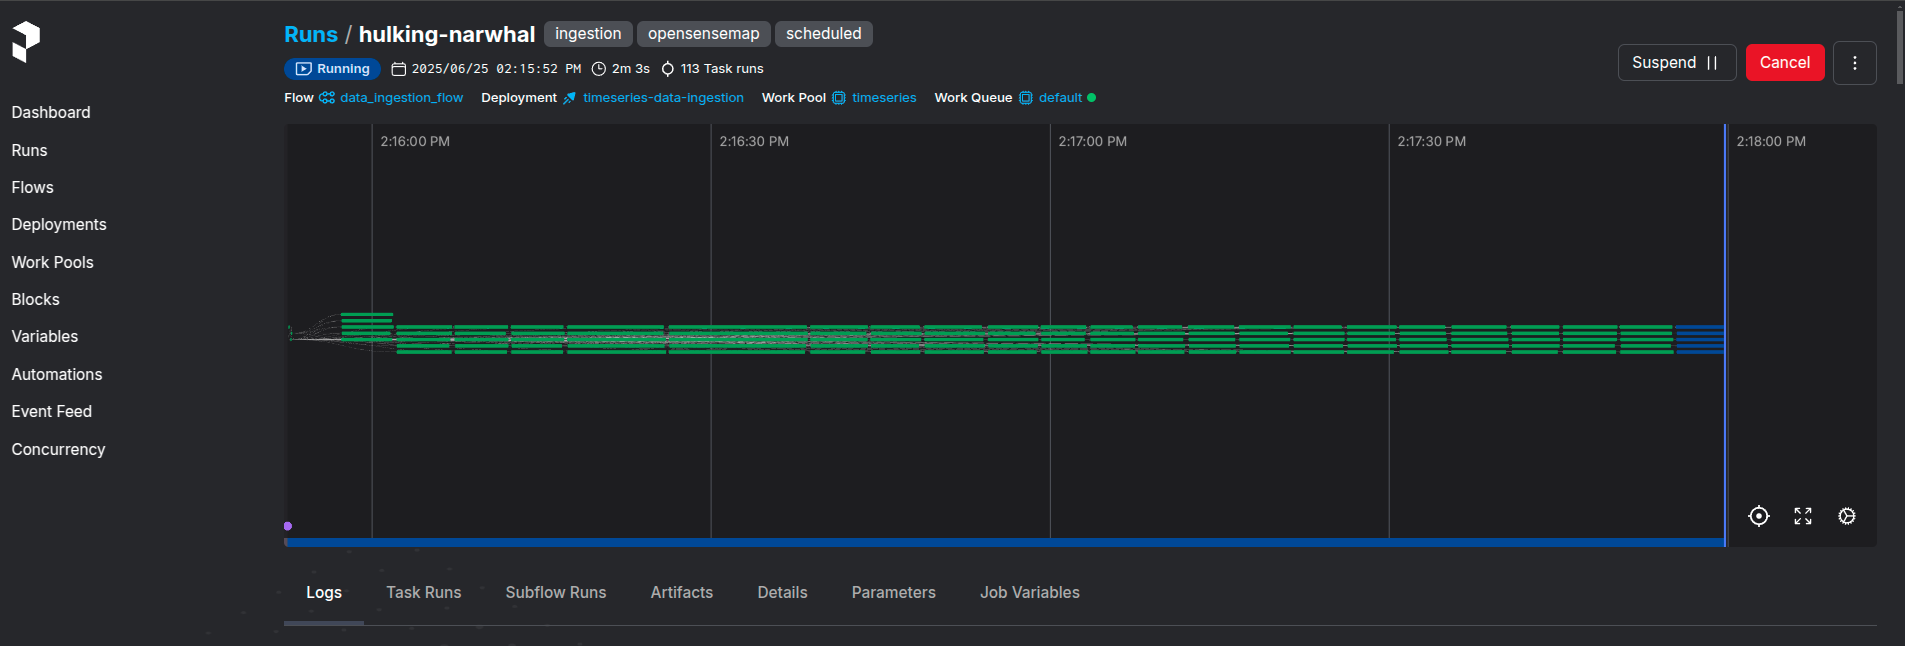 Runs / hulking-narwhal ingestion opensensemap scheduled
Running 2025/06/25 02:15:52 PM 2m 3s 113 Task runs
Flow data_ingestion_flow Deployment timeseries-data-ingestion Work Pool timeseries Work Queue default
Suspend Cancel
Dashboard
Runs
Flows
Deployments
Work Pools
Blocks
Variables
Automations
Event Feed
Concurrency
2:16:00 PM 2:16:30 PM 2:17:00 PM 2:17:30 PM 2:18:00 PM
Logs Task Runs Subflow Runs Artifacts Details Parameters Job Variables